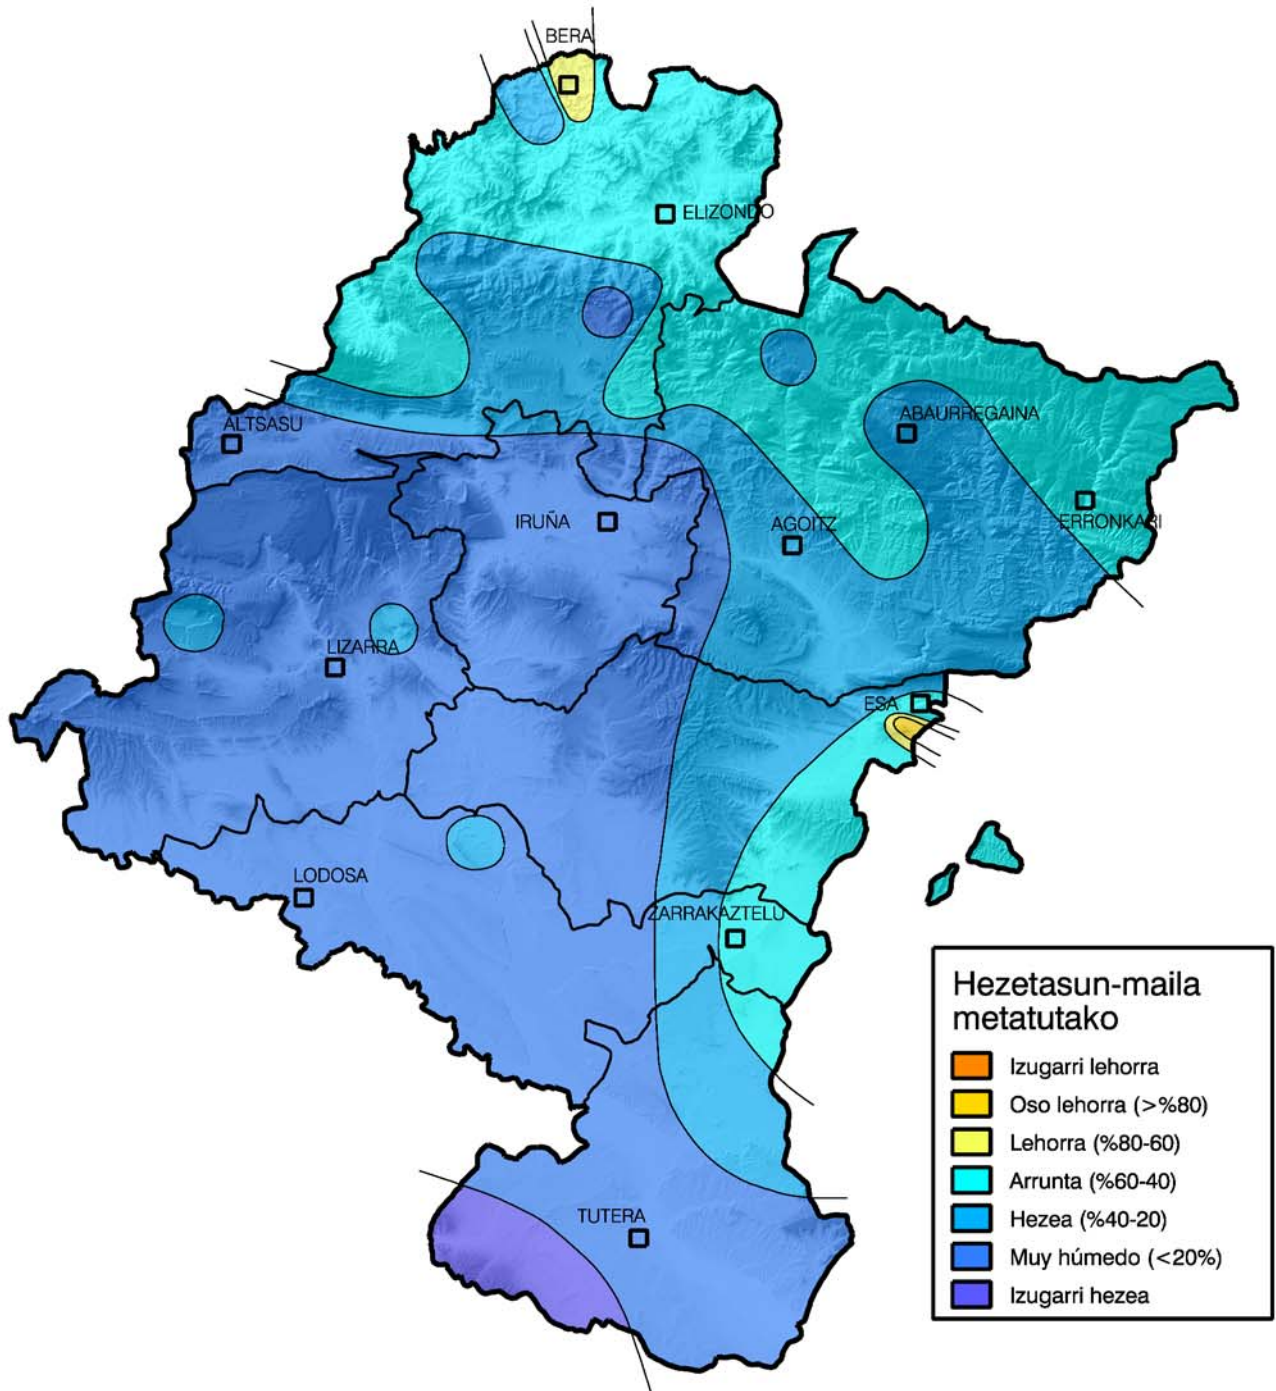 BERA
ELIZONDO
ALTSASU
ABAURREGAINA
IRUÑA
AGOITZ
ERRONKARI
LIZARRA
ESA
LODOSA
ZARRAKAZTELU
TUTERA
Hezetasun-maila
metatutako
Izugarri lehorra
Oso lehorra (>%80)
Lehorra (%80-60)
Arrunta (%60-40)
Hezea (%40-20)
Muy húmedo (<20%)
Izugarri hezea